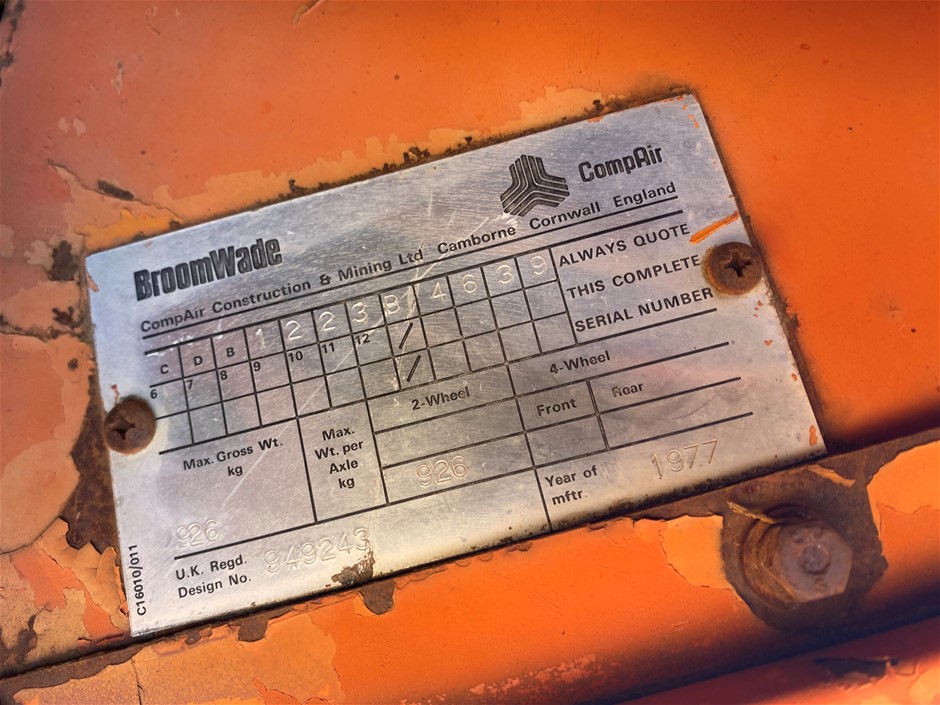 BroomWade
CompAir
CompAir Construction & Mining Ltd Camborne Cornwall England
C D B 1 2 2 3 B / 4 6 3 9
6 7 8 9 10 11 12 /
ALWAYS QUOTE
THIS COMPLETE
SERIAL NUMBER
Max. Gross Wt.
kg
926
Max.
Wt. per
Axle
kg
2-Wheel
926
4-Wheel
Front
Rear
Year of
mftr.
1977
U.K. Regd.
Design No.
949243
C16010/011